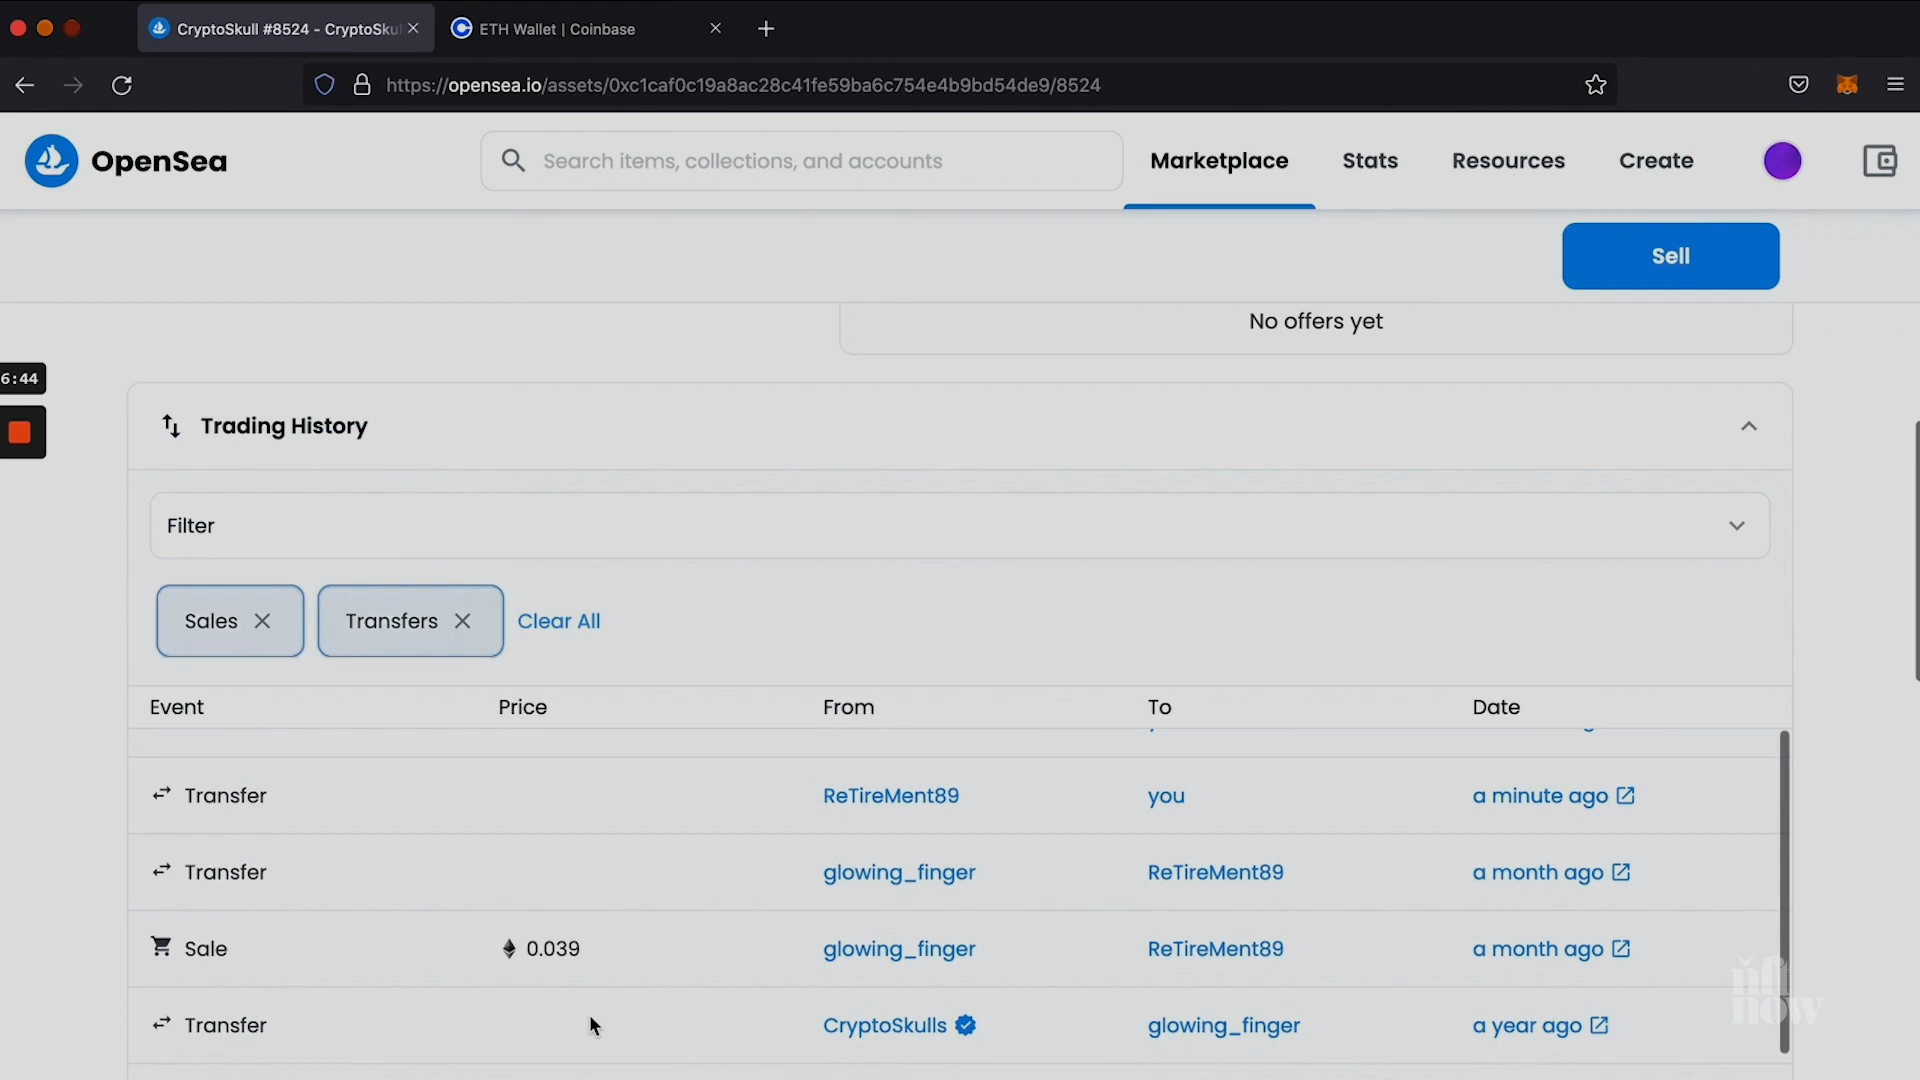 CryptoSkull #8524 - CryptoSku
ETH Wallet | Coinbase
https://opensea.io/assets/0xc1caf0c19a8ac28c41fe59ba6c754e4b9bd54de9/8524
OpenSea
Search items, collections, and accounts
Marketplace
Stats
Resources
Create
Sell
No offers yet
6:44
Trading History
Filter
Sales
Transfers
Clear All
Event Price From To Date
Transfer ReTireMent89 you a minute ago
Transfer glowing_finger ReTireMent89 a month ago
Sale 0.039 glowing_finger ReTireMent89 a month ago
Transfer CryptoSkulls glowing_finger a year ago
nft
now